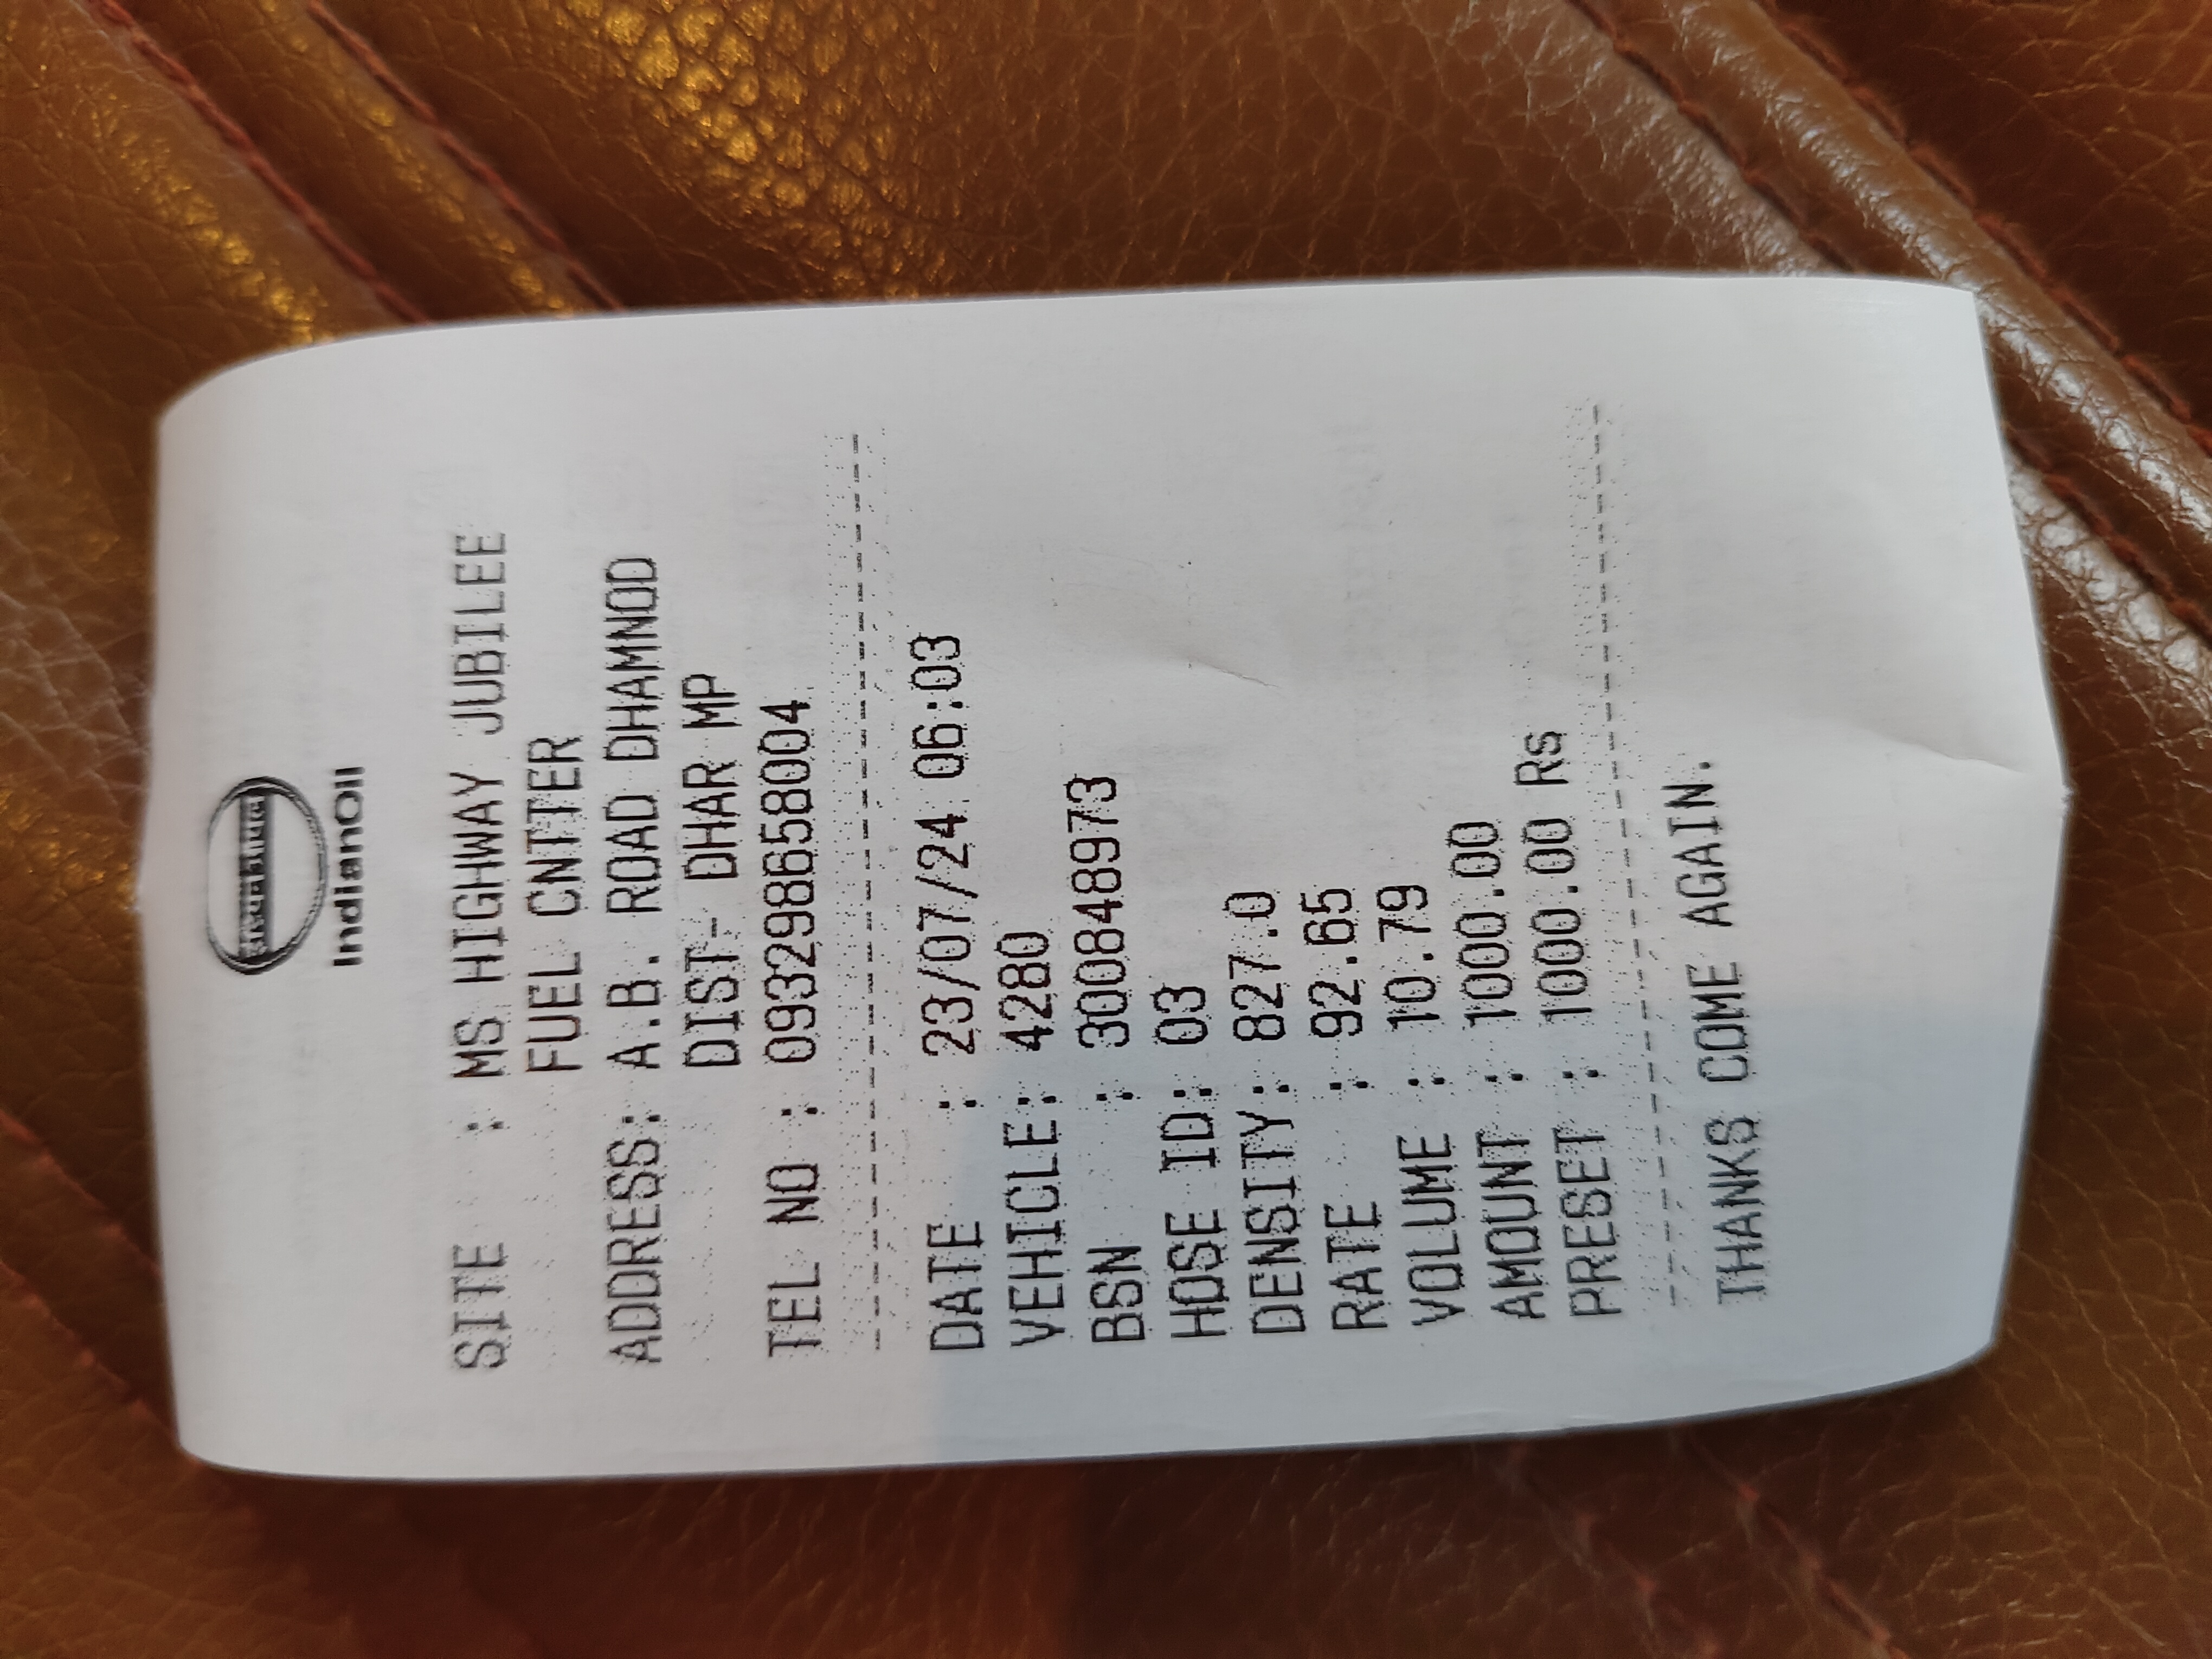 इंडियनऑयल
IndianOil
SITE : MS HIGHWAY JUBILEE
FUEL CNTTER
ADDRESS: A.B. ROAD DHAMNOD
DIST- DHAR MP
TEL NO : 093298658004
DATE : 23/07/24 06:03
VEHICLE: 4280
BSN : 300848973
HOSE ID: 03
DENSITY: 827.0
RATE : 92.65
VOLUME : 10.79
AMOUNT : 1000.00
PRESET : 1000.00 Rs
THANKS COME AGAIN.